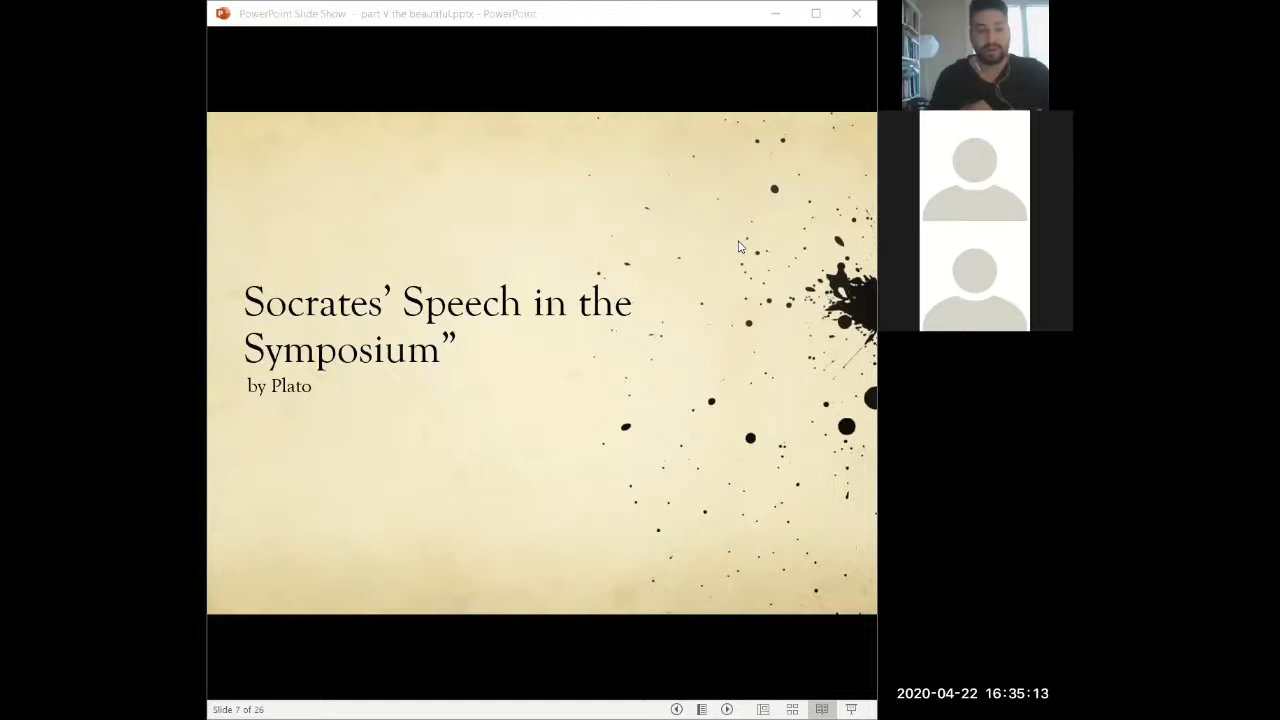 PowerPoint Slide Show - part V the beautiful.pptx - PowerPoint
Socrates’ Speech in the
Symposium”
by Plato
2020-04-22 16:35:13
Slide 7 of 26